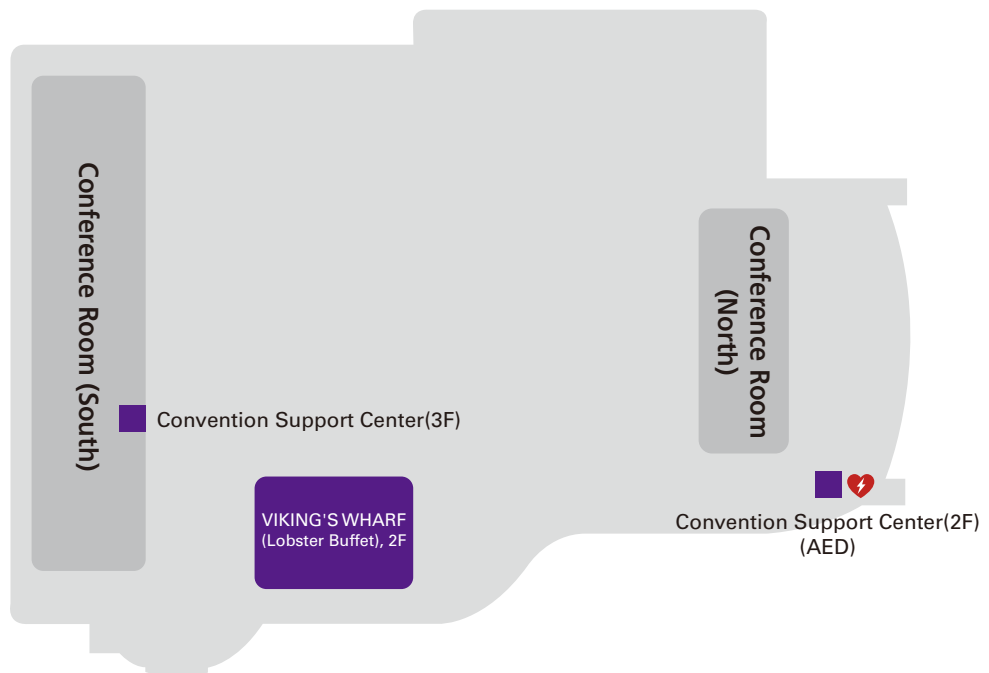 Conference Room (South)
Conference Room
(North)
Convention Support Center(3F)
VIKING'S WHARF
(Lobster Buffet), 2F
Convention Support Center(2F)
(AED)